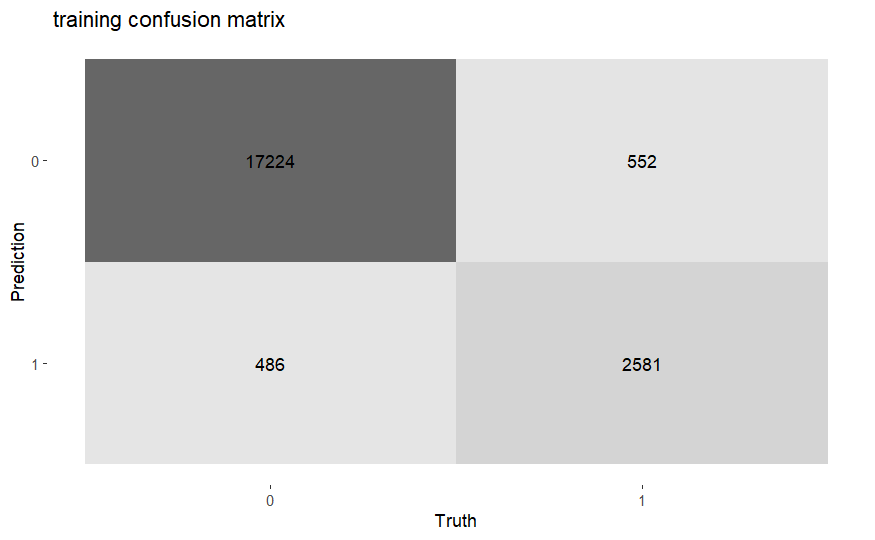 training confusion matrix
0
17224
552
Prediction
1
486
2581
0
1
Truth